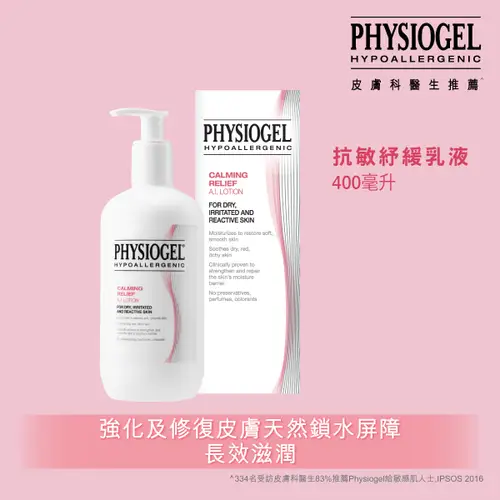 PHYSIOGEL
HYPOALLERGENIC
皮膚科醫生推薦^
抗敏紓緩乳液
400毫升
PHYSIOGEL
HYPOALLERGENIC
CALMING
RELIEF
A.I. LOTION
FOR DRY,
IRRITATED AND
REACTIVE SKIN
Moisturizes to restore soft,
smooth skin
Soothes dry, red,
itchy skin
Clinically proven to
strengthen and repair
the skin's moisture
barrier
No preservatives,
perfumes, colorants
PHYSIOGEL®
HYPOALLERGENIC
CALMING
RELIEF
A.I. LOTION
FOR DRY, IRRITATED
AND REACTIVE SKIN
強化及修復皮膚天然鎖水屏障
長效滋潤
^334名受訪皮膚科醫生83%推薦Physiogel給敏感肌人士,IPSOS 2016